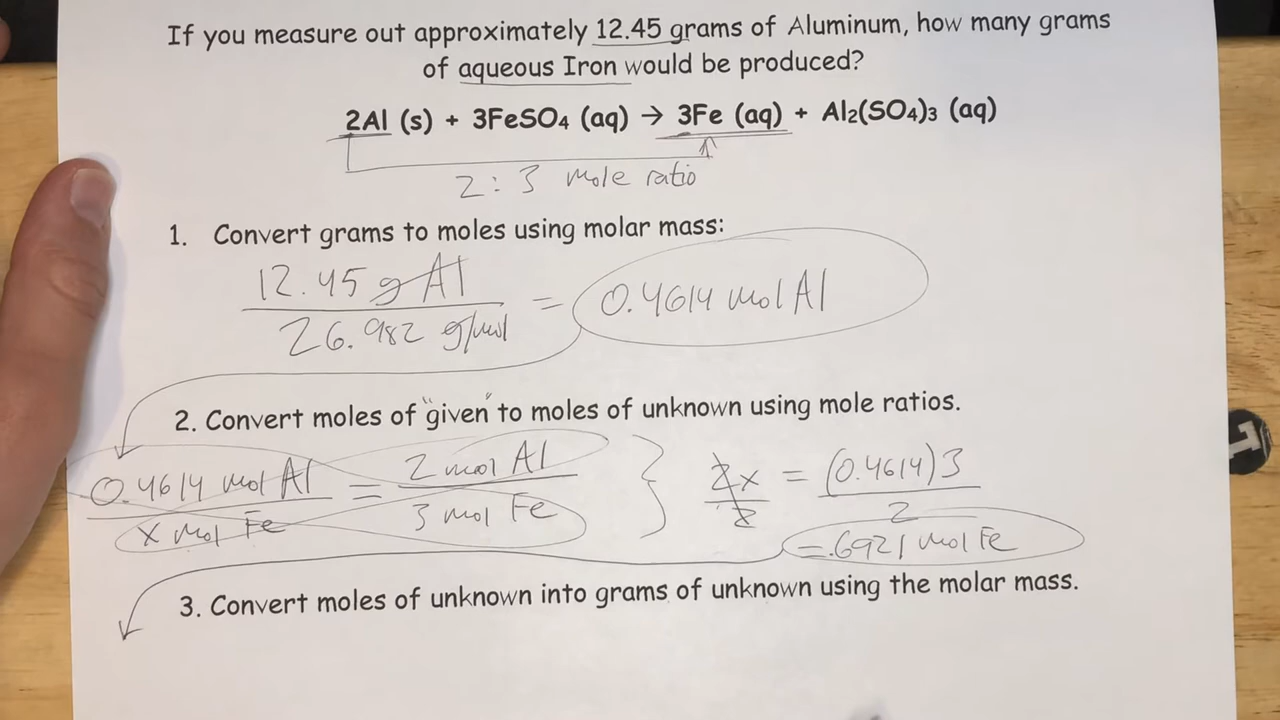 If you measure out approximately 12.45 grams of Aluminum, how many grams
of aqueous Iron would be produced?
2Al (s) + 3FeSO4 (aq) → 3Fe (aq) + Al2(SO4)3 (aq)
2 : 3 mole ratio
1. Convert grams to moles using molar mass:
12.45 g Al
26.982 g/mol
= 0.4614 mol Al
2. Convert moles of "given" to moles of unknown using mole ratios.
0.4614 mol Al
x mol Fe
=
2 mol Al
3 mol Fe
}
2x
2
= (0.4614)3
2
= .6921 mol Fe
3. Convert moles of unknown into grams of unknown using the molar mass.